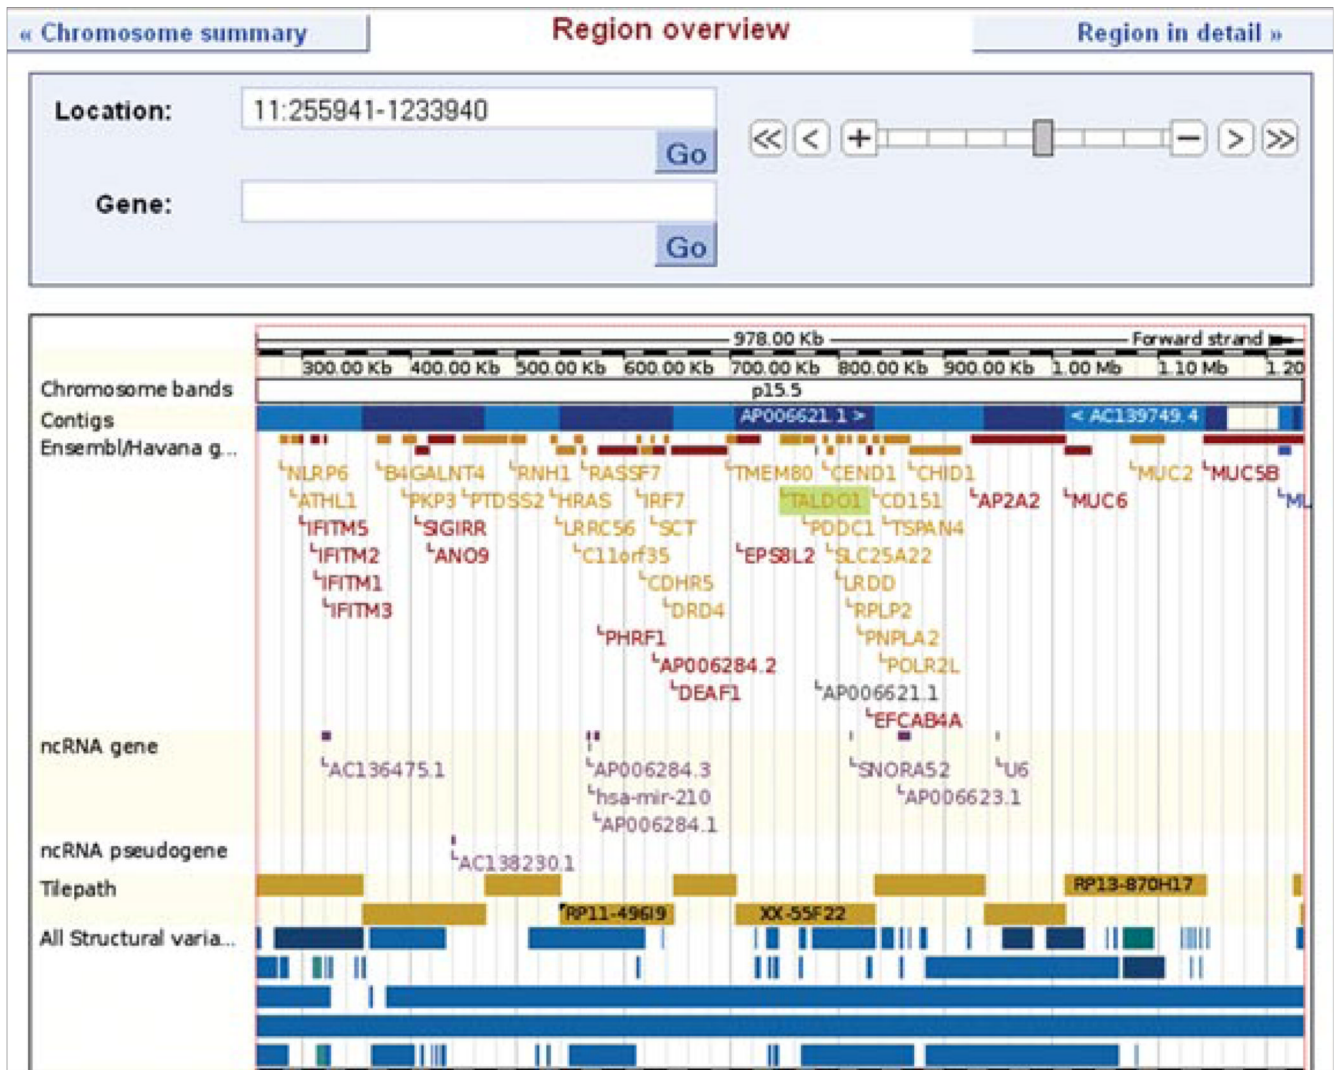 « Chromosome summary
Region overview
Region in detail »
Location:
11:255941-1233940
Go
Gene:
Go
978.00 Kb
Forward strand
300.00 Kb 400.00 Kb 500.00 Kb 600.00 Kb 700.00 Kb 800.00 Kb 900.00 Kb 1.00 Mb 1.10 Mb 1.20
Chromosome bands
p15.5
Contigs
AP006621.1 >
< AC139749.4
Ensembl/Havana g...
NLRP6 B4GALNT4 RNH1 RASSF7 TMEM80 CEND1 CHID1 MUC2 MUC5B
ATHL1 PKP3 PTDSS2 HRAS IRF7 TALDO1 CD151 AP2A2 MUC6 ML
IFITM5 SIGIRR LRRC56 SCT PDDC1 TSPAN4
IFITM2 ANO9 C11orf35 EPS8L2 SLC25A22
IFITM1 CDHR5 LRDD
IFITM3 DRD4 RPLP2
PHRF1 PNPLA2
AP006284.2 POLR2L
DEAF1 AP006621.1
EFCAB4A
ncRNA gene
AC136475.1 AP006284.3 SNORA52 U6
hsa-mir-210 AP006623.1
AP006284.1
ncRNA pseudogene
AC138230.1
Tilepath
RP13-870H17
RP11-496I9 XX-55F22
All Structural varia...